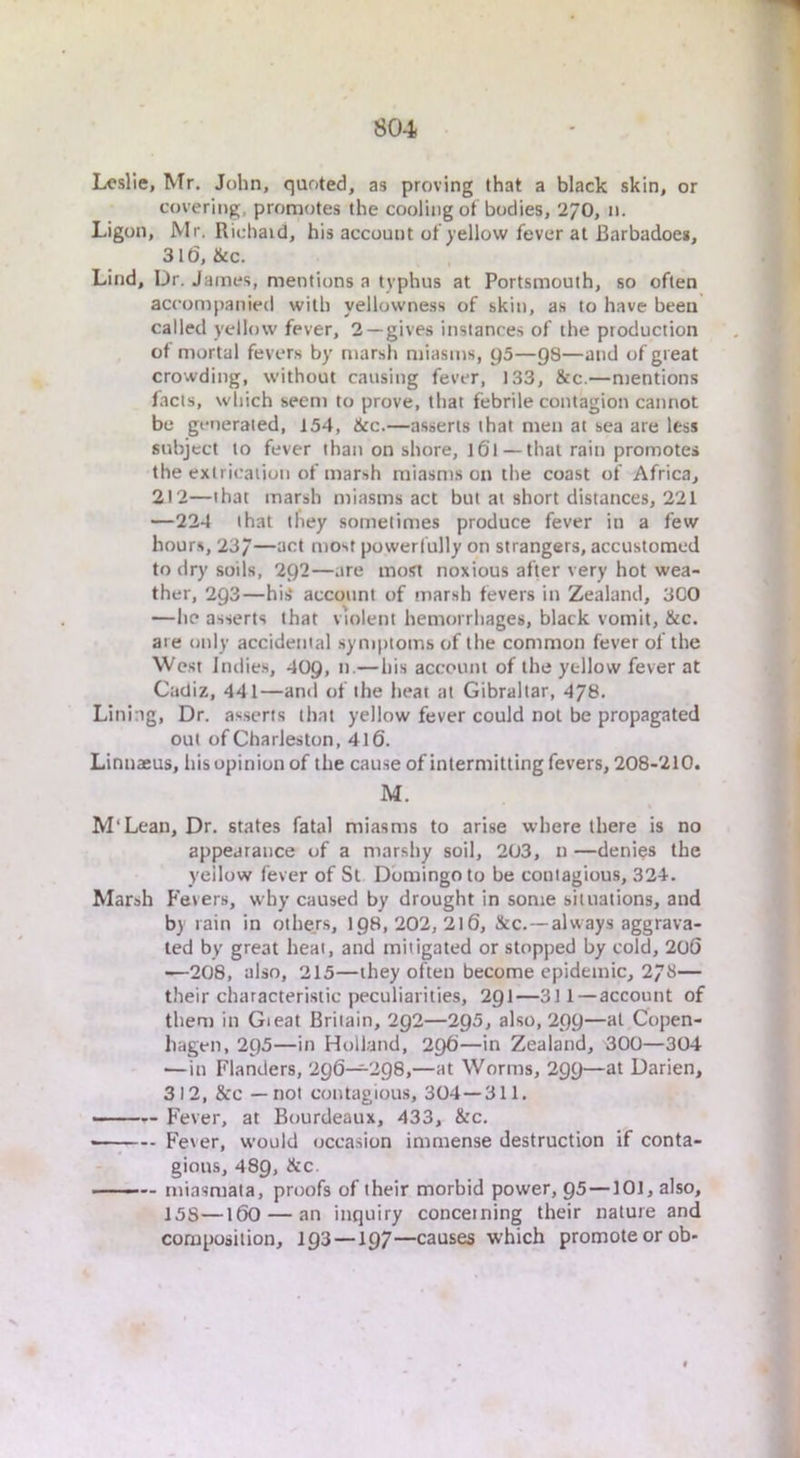 804
Leslie, Mr. John, quoted, as proving that a black skin, or
covering, promotes the cooling of bodies, 270, n.
Ligon, Mr. Richard, his account of yellow fever at Barbadoes,
316, &c.
Lind, Dr. James, mentions a typhus at Portsmouth, so often
accompanied with yellowness of skin, as to have been
called yellow fever, 2—gives instances of the production
of mortal fevers by marsh miasms, 95—98—and of great
crowding, without causing fever, 133, &c.—mentions
facts, which seem to prove, that febrile contagion cannot
be generated, 154, &c.—asserts that men at sea are less
subject to fever than on shore, 161—that rain promotes
the extrication of marsh miasms on the coast of Africa,
212—that marsh miasms act but at short distances, 221
—224 that they sometimes produce fever in a few
hours, 237—act most powerfully on strangers, accustomed
to dry soils, 292—are most noxious after very hot wea-
ther, 293—his account of marsh fevers in Zealand, 300
—he asserts that violent hemorrhages, black vomit, &c.
are only accidental symptoms of the common fever of the
West Indies, 409, n.—his account of the yellow fever at
Cadiz, 441—and of the heat at Gibraltar, 478.
Lining, Dr. asserts that yellow fever could not be propagated
out of Charleston, 416.
Linnæus, his opinion of the cause of intermitting fevers, 208-210.
M.
M'Lean, Dr. states fatal miasms to arise where there is no
appearance of a marshy soil, 203, n—denies the
yellow fever of St Domingo to be contagious, 324.
Marsh Fevers, why caused by drought in some situations, and
by rain in others, 198, 202, 216, &c.—always aggrava-
ted by great heat, and mitigated or stopped by cold, 206
—208, also, 215—they often become epidemic, 278—
their characteristic peculiarities, 291—311—account of
them in Great Britain, 292—295, also, 299—at Copen-
hagen, 295—in Holland, 296—in Zealand, 300—304
—in Flanders, 296—298,—at Worms, 299—at Darien,
312, &c—not contagious, 304—311.
——— Fever, at Bourdeaux, 433, &c.
——— Fever, would occasion immense destruction if conta-
gious, 489, &c.
——— miasmata, proofs of their morbid power, 95—101, also,
158—160—an inquiry concerning their nature and
composition, 193—197—causes which promote or ob-